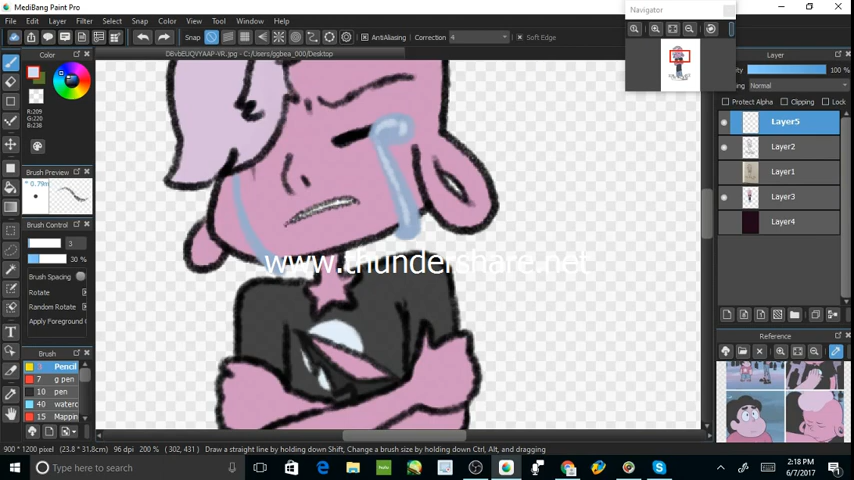 MediBang Paint Pro
File Edit Layer Filter Select Snap Color View Tool Window Help
Navigator
Snap AntiAliasing Correction 4 Soft Edge
Color
DBvbEUQVYAAP-VR.jpg - C:/Users/ggbea_000/Desktop
Layer
100 %
Normal
Protect Alpha Clipping Lock
R:209
G:220
B:238
Layer5
Layer2
Layer1
Layer3
Layer4
Brush Preview
* 0.79m
Brush Control
3
30 %
Brush Spacing
Rotate
Random Rotate
Apply Foreground
www.thundershare.net
Brush
3 Pencil
7 g pen
10 pen
40 waterc
15 Mappin
Reference
900 * 1200 pixel (23.8 * 31.8cm) 96 dpi 200 % ( 302, 431) Draw a straight line by holding down Shift, Change a brush size by holding down Ctrl, Alt, and dragging
Type here to search
2:18 PM
6/7/2017